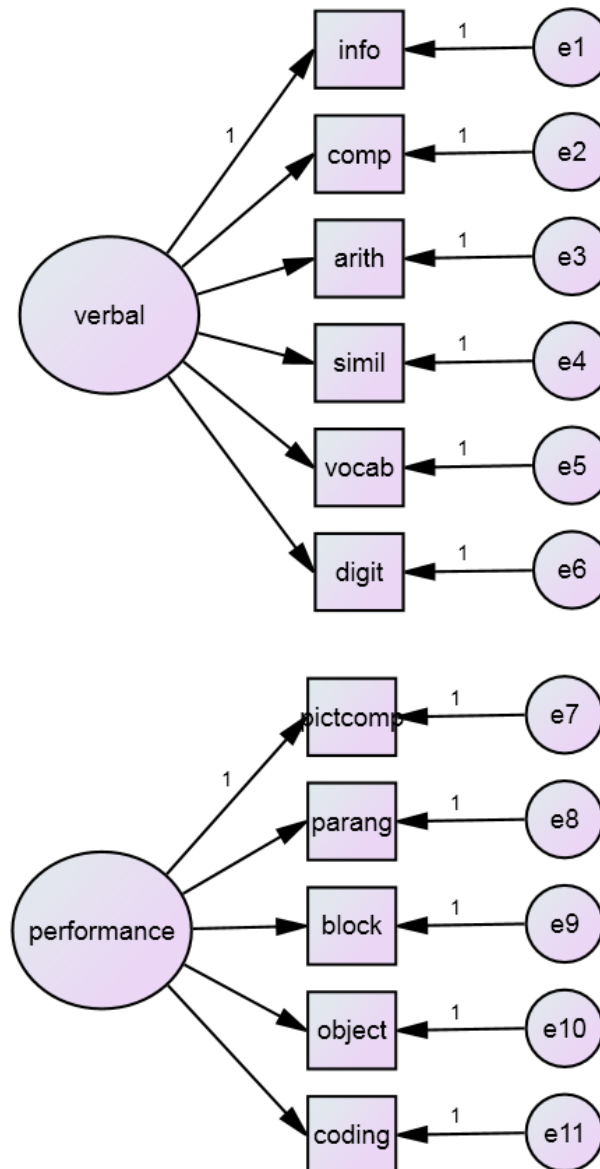 info
1
e1
1
comp
1
e2
arith
1
e3
verbal
simil
1
e4
vocab
1
e5
digit
1
e6
pictcomp
1
e7
1
parang
1
e8
performance
block
1
e9
object
1
e10
coding
1
e11